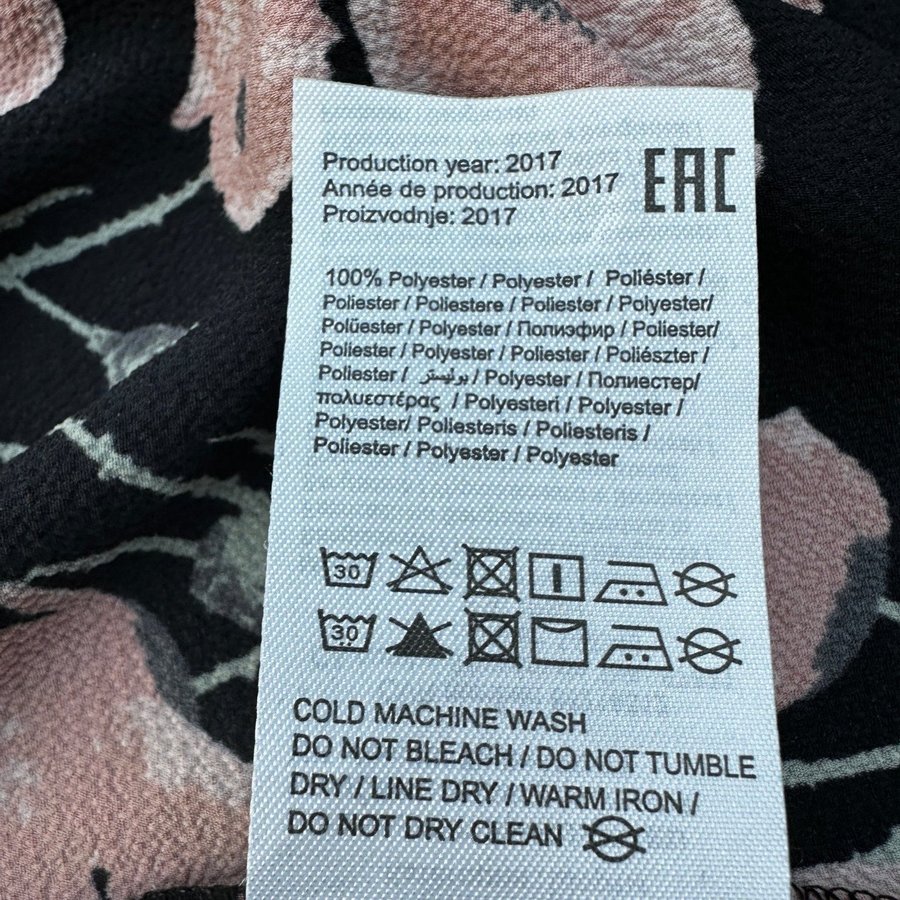 Production year: 2017
Année de production: 2017
Proizvodnje: 2017
EAC
100% Polyester / Polyester / Poliéster /
Poliester / Poliestere / Poliester / Polyester/
Polüester / Polyester / Полиэфир / Poliester/
Poliester / Polyester / Poliester / Poliészter /
Poliester / بوليستر / Polyester / Полиестер/
πολυεστέρας / Polyesteri / Polyester /
Polyester/ Poliesteris / Poliesteris /
Poliester / Polyester / Polyester
30
30
COLD MACHINE WASH
DO NOT BLEACH / DO NOT TUMBLE
DRY / LINE DRY / WARM IRON /
DO NOT DRY CLEAN